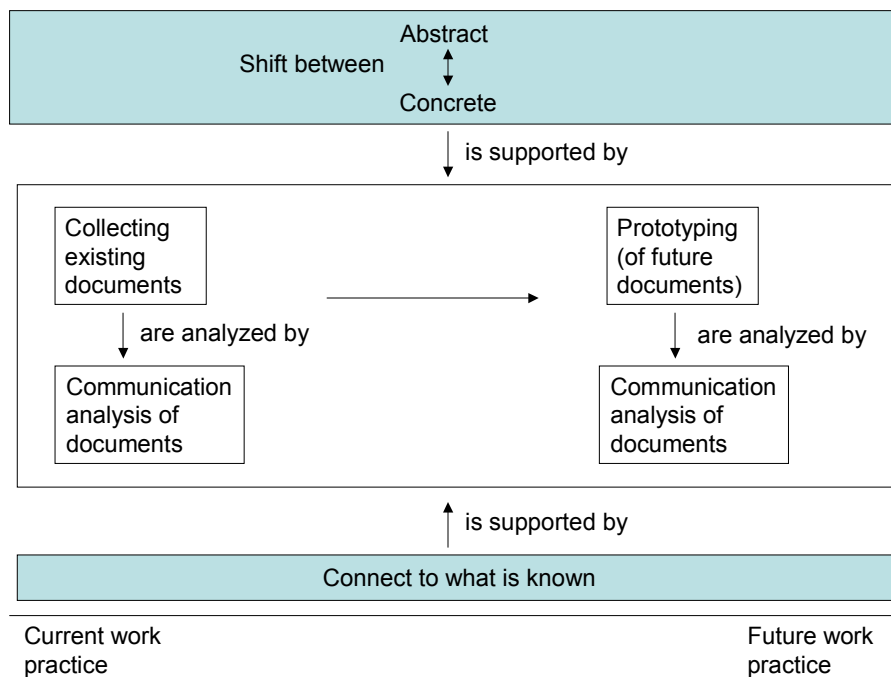 Abstract
Shift between
Concrete
is supported by
Collecting
existing
documents
Prototyping
(of future
documents)
are analyzed by
are analyzed by
Communication
analysis of
documents
Communication
analysis of
documents
is supported by
Connect to what is known
Current work
practice
Future work
practice